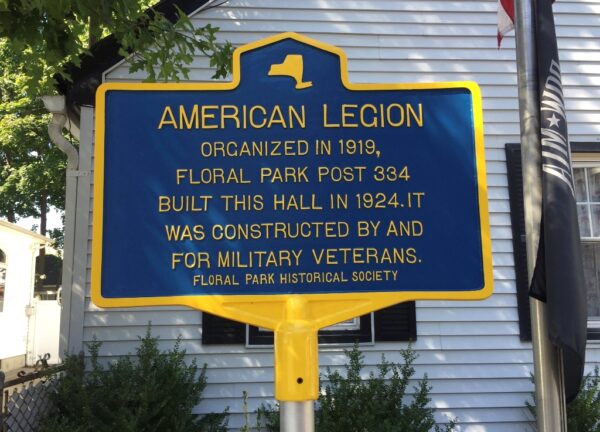 AMERICAN LEGION
ORGANIZED IN 1919,
FLORAL PARK POST 334
BUILT THIS HALL IN 1924. IT
WAS CONSTRUCTED BY AND
FOR MILITARY VETERANS.
FLORAL PARK HISTORICAL SOCIETY